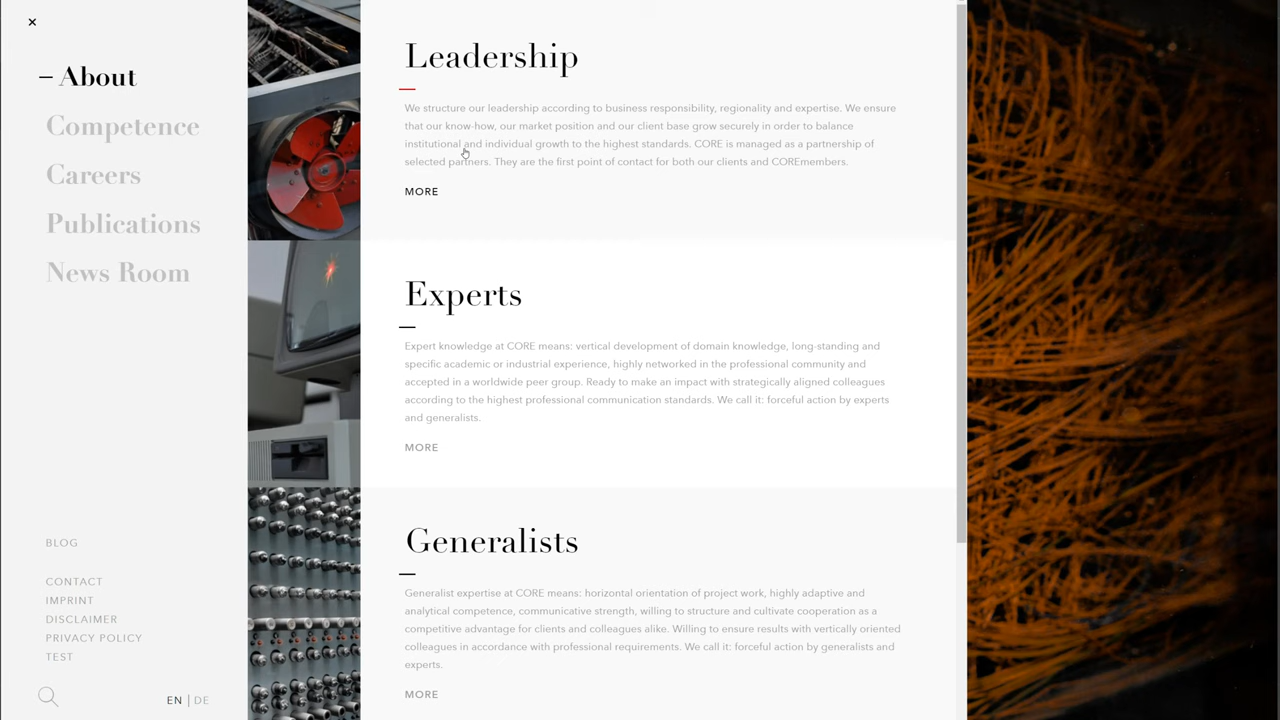 About
Competence
Careers
Publications
News Room
BLOG
CONTACT
IMPRINT
DISCLAIMER
PRIVACY POLICY
TEST
EN | DE
Leadership
We structure our leadership according to business responsibility, regionality and expertise. We ensure
that our know-how, our market position and our client base grow securely in order to balance
institutional and individual growth to the highest standards. CORE is managed as a partnership of
selected partners. They are the first point of contact for both our clients and COREmembers.
MORE
Experts
Expert knowledge at CORE means: vertical development of domain knowledge, long-standing and
specific academic or industrial experience, highly networked in the professional community and
accepted in a worldwide peer group. Ready to make an impact with strategically aligned colleagues
according to the highest professional communication standards. We call it: forceful action by experts
and generalists.
MORE
Generalists
Generalist expertise at CORE means: horizontal orientation of project work, highly adaptive and
analytical competence, communicative strength, willing to structure and cultivate cooperation as a
competitive advantage for clients and colleagues alike. Willing to ensure results with vertically oriented
colleagues in accordance with professional requirements. We call it: forceful action by generalists and
experts.
MORE